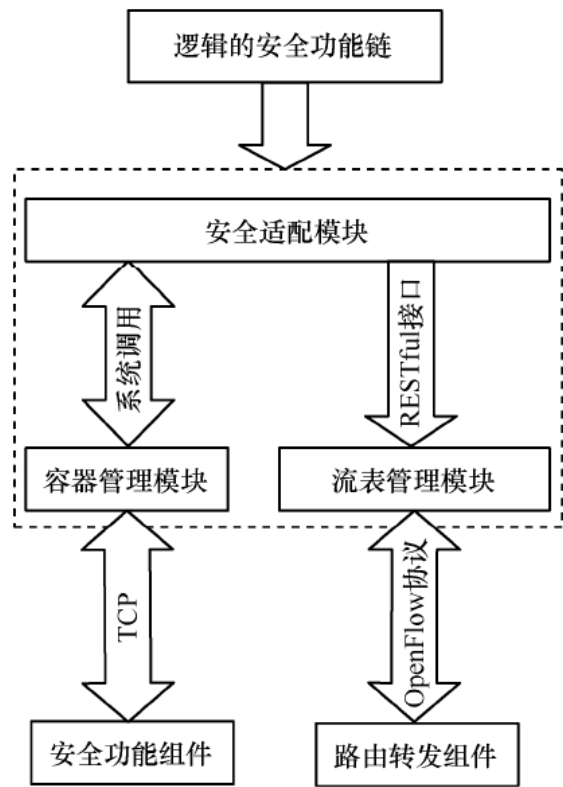 逻辑的安全功能链
安全适配模块
系统调用
RESTful接口
容器管理模块
流表管理模块
TCP
OpenFlow协议
安全功能组件
路由转发组件